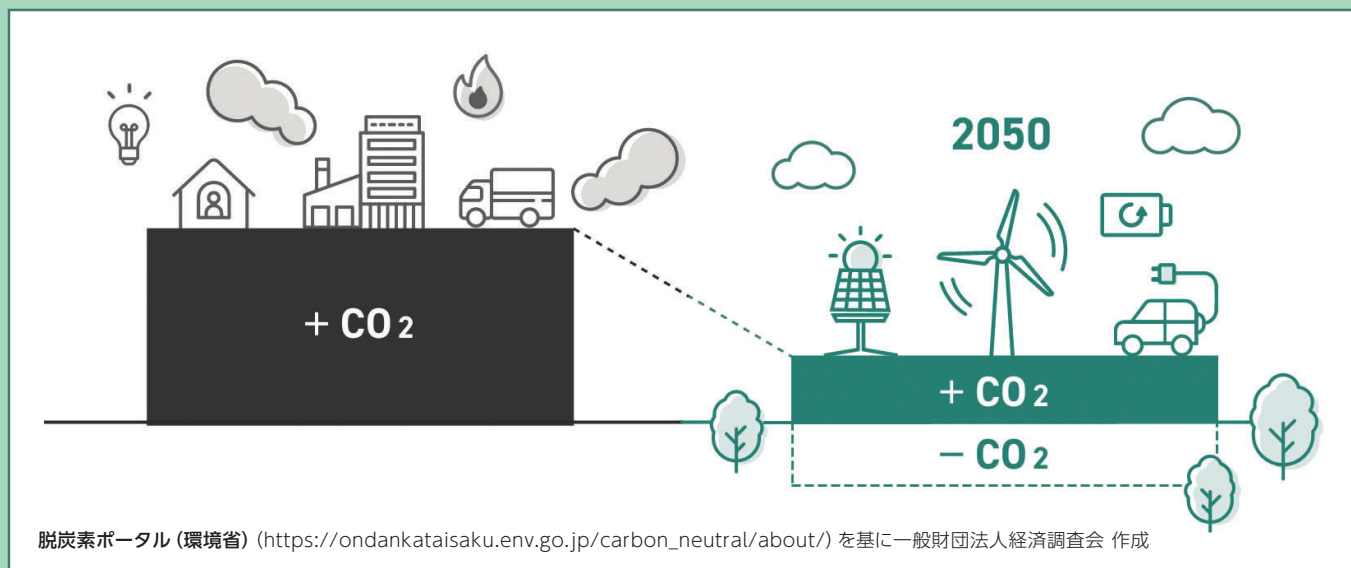 2050
+ CO2
+ CO2
− CO2
脱炭素ポータル（環境省）（https://ondankataisaku.env.go.jp/carbon_neutral/about/）を基に一般財団法人経済調査会 作成